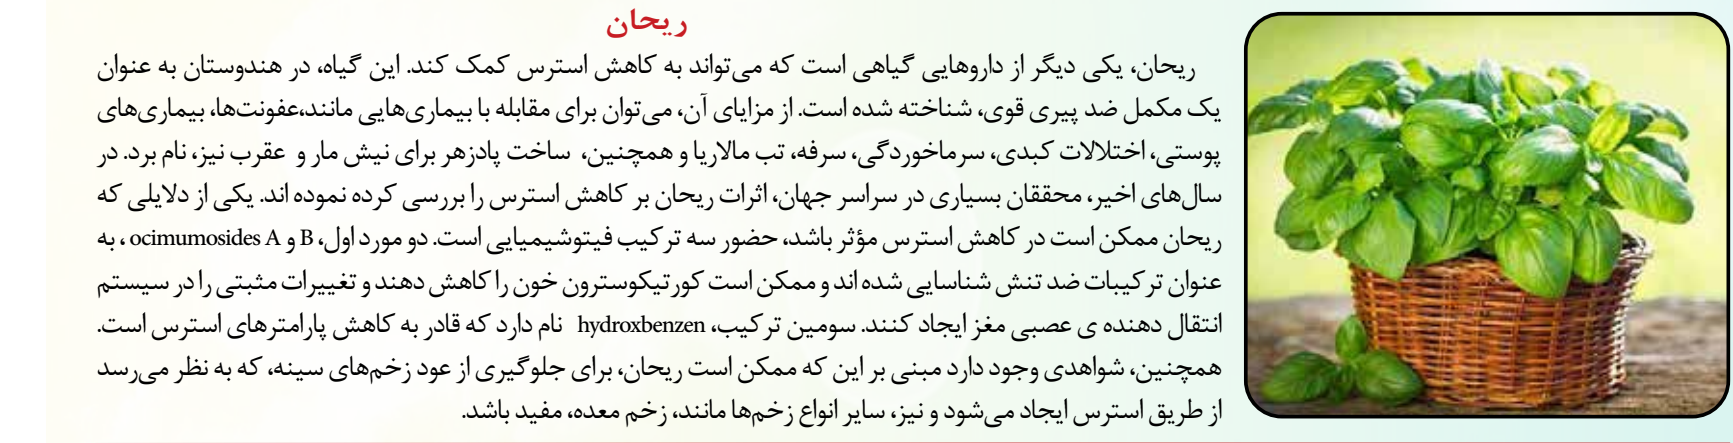 ریحان
ریحان، یکی دیگر از داروهایی گیاهی است که می‌تواند به کاهش استرس کمک کند. این گیاه، در هندوستان به عنوان
یک مکمل ضد پیری قوی، شناخته شده است. از مزایای آن، می‌توان برای مقابله با بیماری‌هایی مانند،عفونت‌ها، بیماری‌های
پوستی، اختلالات کبدی، سرماخوردگی، سرفه، تب مالاریا و همچنین، ساخت پادزهر برای نیش مار و عقرب نیز، نام برد. در
سال‌های اخیر، محققان بسیاری در سراسر جهان، اثرات ریحان بر کاهش استرس را بررسی کرده نموده اند. یکی از دلایلی که
ریحان ممکن است در کاهش استرس مؤثر باشد، حضور سه ترکیب فیتوشیمیایی است. دو مورد اول، B و ocimumosides A ، به
عنوان ترکیبات ضد تنش شناسایی شده اند و ممکن است کورتیکوسترون خون را کاهش دهند و تغییرات مثبتی را در سیستم
انتقال دهنده ی عصبی مغز ایجاد کنند. سومین ترکیب، hydroxbenzen نام دارد که قادر به کاهش پارامترهای استرس است.
همچنین، شواهدی وجود دارد مبنی بر این که ممکن است ریحان، برای جلوگیری از عود زخم‌های سینه، که به نظر می‌رسد
از طریق استرس ایجاد می‌شود و نیز، سایر انواع زخم‌ها مانند، زخم معده، مفید باشد.